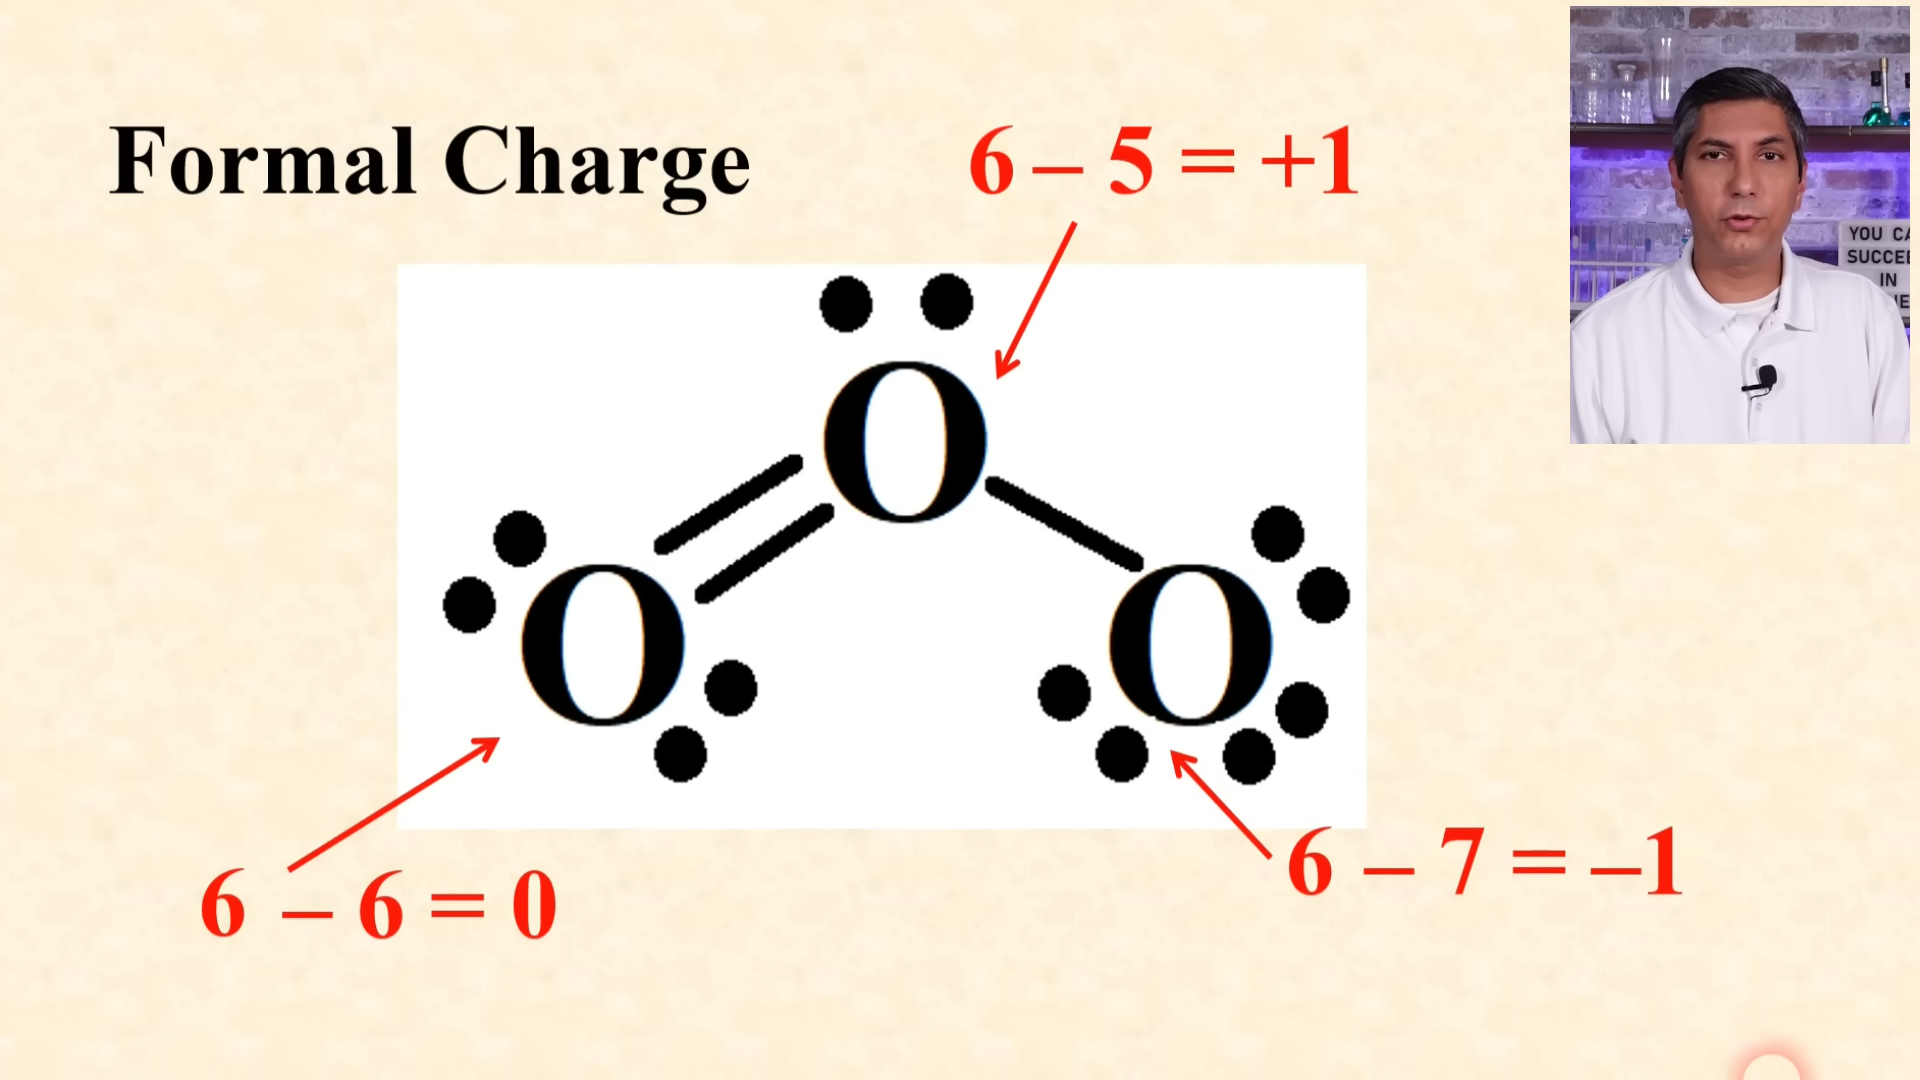 Formal Charge
6 – 5 = +1
O
O
O
6 – 6 = 0
6 – 7 = –1
YOU CA
SUCCEE
IN